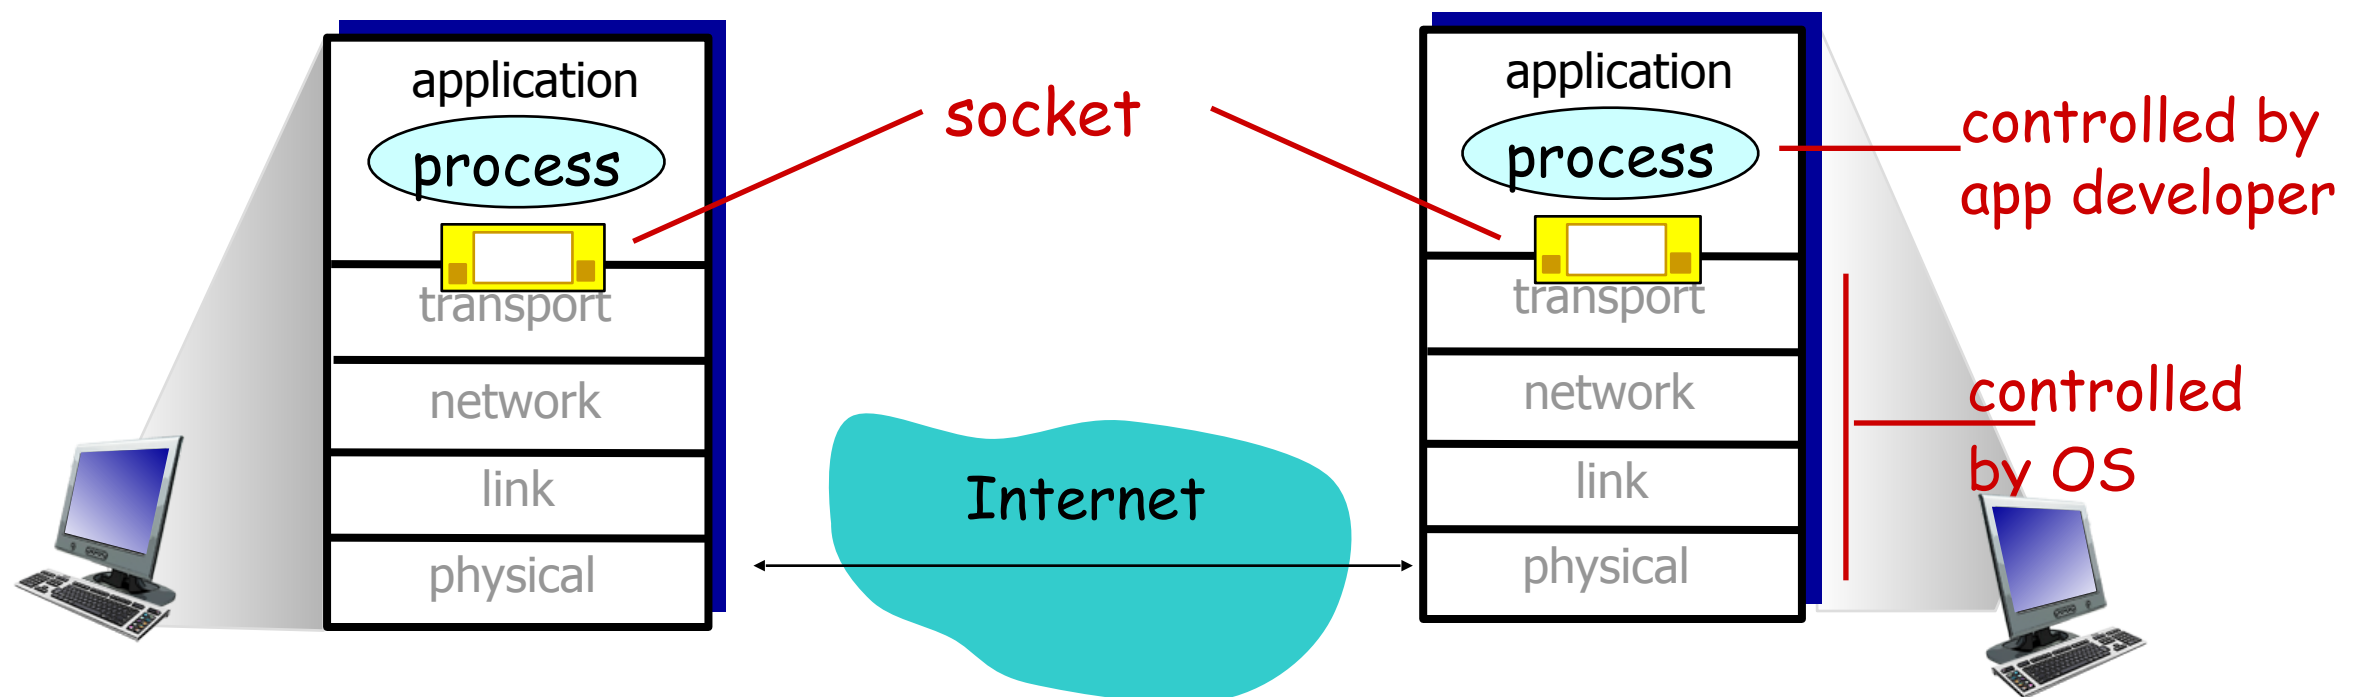 application
process
transport
network
link
physical
socket
Internet
application
process
transport
network
link
physical
controlled by
app developer
controlled
by OS